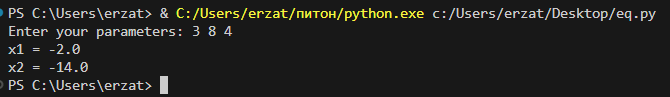 PS C:\Users\erzat> & C:/Users/erzat/питон/python.exe c:/Users/erzat/Desktop/eq.py
Enter your parameters: 3 8 4
x1 = -2.0
x2 = -14.0
PS C:\Users\erzat>